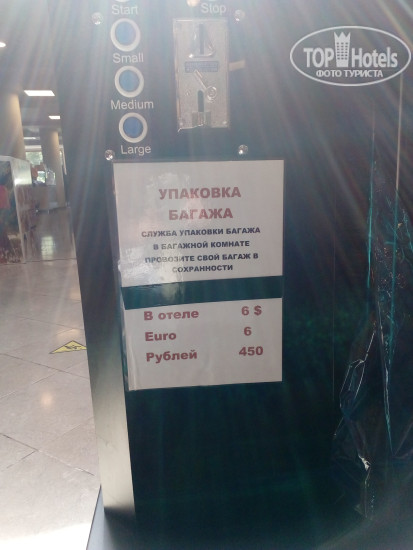 Start
Stop
Small
Medium
Large
TOP Hotels
ФОТО ТУРИСТА
УПАКОВКА
БАГАЖА
СЛУЖБА УПАКОВКИ БАГАЖА
В БАГАЖНОЙ КОМНАТЕ
ПРОВОЗИТЕ СВОЙ БАГАЖ В
СОХРАННОСТИ
В отеле 6 $
Euro 6
Рублей 450